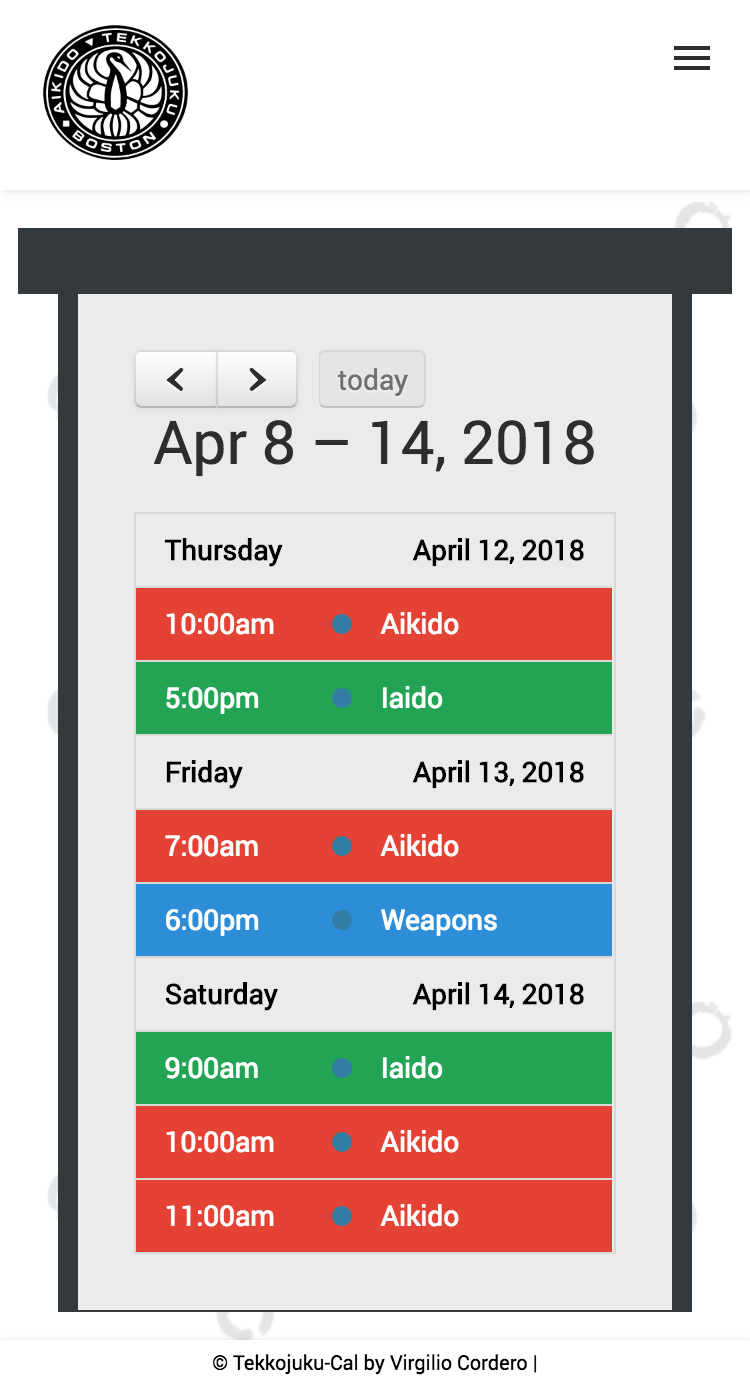 AIKIDO TEKKOJUKU
BOSTON
today
Apr 8 – 14, 2018
Thursday April 12, 2018
10:00am Aikido
5:00pm Iaido
Friday April 13, 2018
7:00am Aikido
6:00pm Weapons
Saturday April 14, 2018
9:00am Iaido
10:00am Aikido
11:00am Aikido
© Tekkojuku-Cal by Virgilio Cordero |